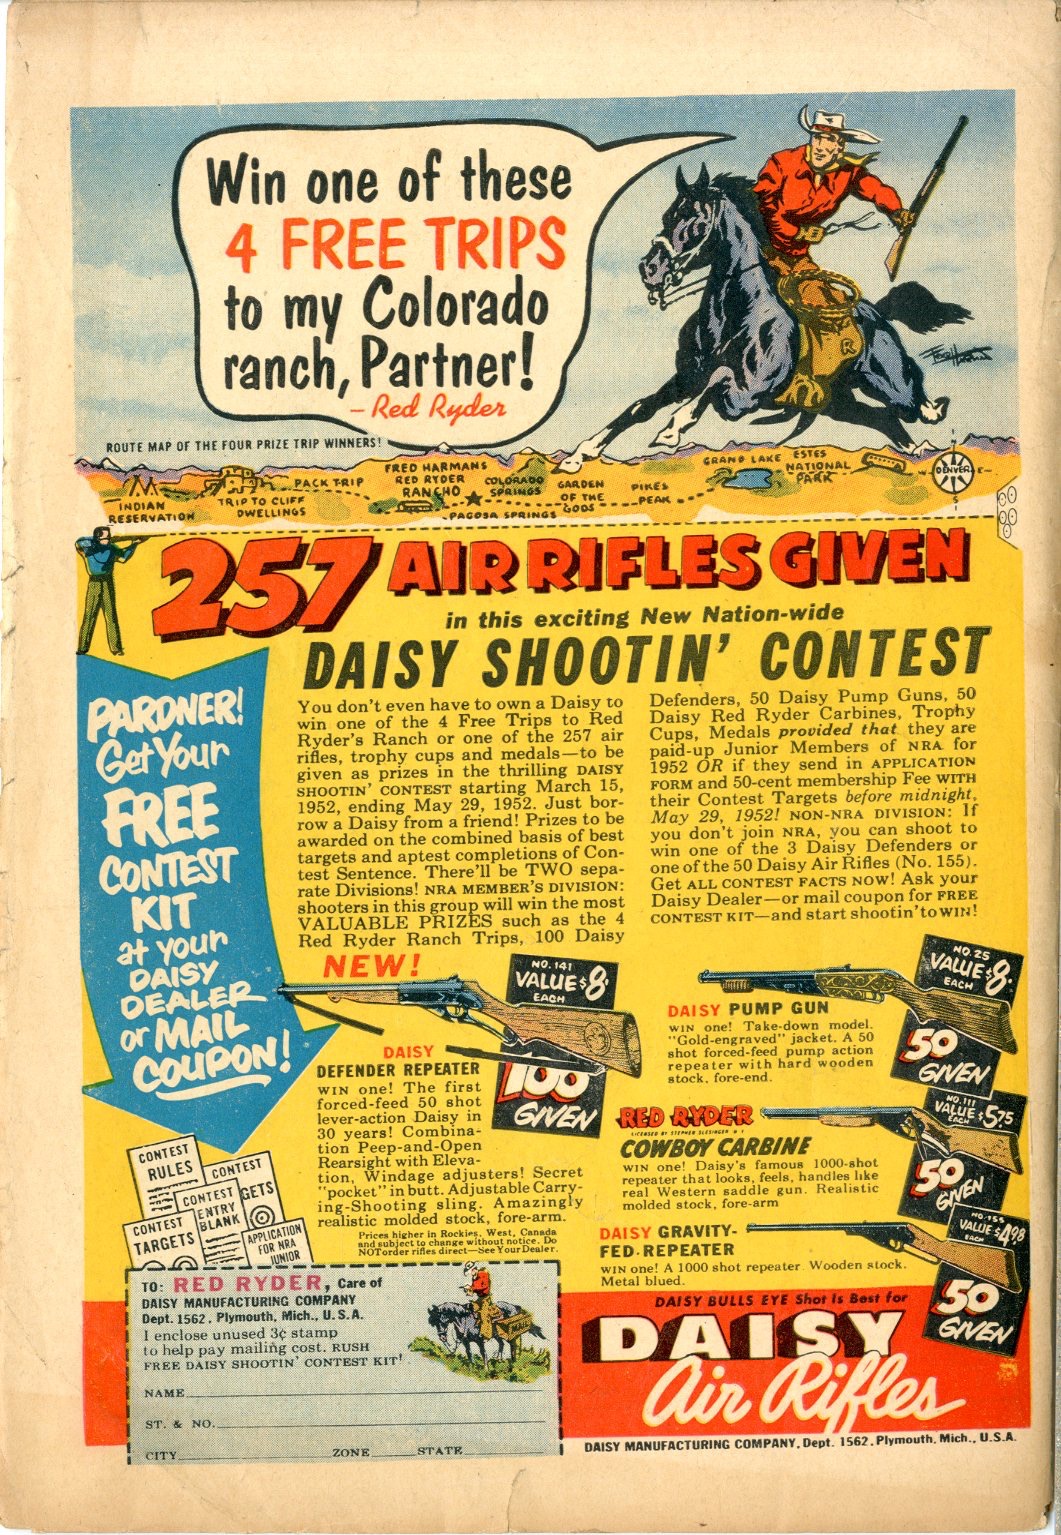 Win one of these
4 FREE TRIPS
to my Colorado
ranch, Partner!
- Red Ryder
ROUTE MAP OF THE FOUR PRIZE TRIP WINNERS!
INDIAN
RESERVATION
TRIP TO CLIFF
DWELLINGS
PACK TRIP
FRED HARMANS
RED RYDER
RANCHO
PAGOSA SPRINGS
COLORADO
SPRINGS
GARDEN
OF THE
GODS
PIKES
PEAK
GRAND LAKE
ESTES
NATIONAL
PARK
DENVER
E
S
R
257 AIR RIFLES GIVEN
in this exciting New Nation-wide
DAISY SHOOTIN' CONTEST
PARDNER!
Get Your
FREE
CONTEST
KIT
at your
DAISY
DEALER
or MAIL
COUPON!
You don't even have to own a Daisy to
win one of the 4 Free Trips to Red
Ryder's Ranch or one of the 257 air
rifles, trophy cups and medals—to be
given as prizes in the thrilling DAISY
SHOOTIN' CONTEST starting March 15,
1952, ending May 29, 1952. Just bor-
row a Daisy from a friend! Prizes to be
awarded on the combined basis of best
targets and aptest completions of Con-
test Sentence. There'll be TWO sepa-
rate Divisions! NRA MEMBER'S DIVISION:
shooters in this group will win the most
VALUABLE PRIZES such as the 4
Red Ryder Ranch Trips, 100 Daisy
Defenders, 50 Daisy Pump Guns, 50
Daisy Red Ryder Carbines, Trophy
Cups, Medals provided that they are
paid-up Junior Members of NRA for
1952 OR if they send in APPLICATION
FORM and 50-cent membership Fee WITH
their Contest Targets before midnight,
May 29, 1952! NON-NRA DIVISION: If
you don't join NRA, you can shoot to
win one of the 3 Daisy Defenders or
one of the 50 Daisy Air Rifles (No. 155).
Get ALL CONTEST FACTS NOW! Ask your
Daisy Dealer—or mail coupon for FREE
CONTEST KIT—and start shootin' to WIN!
NEW!
NO. 141
VALUE $8.
EACH
100
GIVEN
DAISY
DEFENDER REPEATER
WIN one! The first
forced-feed 50 shot
lever-action Daisy in
30 years! Combina-
tion Peep-and-Open
Rearsight with Eleva-
tion, Windage adjusters! Secret
"pocket" in butt. Adjustable Carry-
ing-Shooting sling. Amazingly
realistic molded stock, fore-arm.
Prices higher in Rockies, West, Canada
and subject to change without notice. Do
NOT order rifles direct—See Your Dealer.
NO. 25
VALUE $8.
EACH
50
GIVEN
DAISY PUMP GUN
WIN one! Take-down model.
"Gold-engraved" jacket. A 50
shot forced-feed pump action
repeater with hard wooden
stock, fore-end.
NO. 111
VALUE $5.75
EACH
50
GIVEN
RED RYDER
LICENSED BY STEPHEN SLESINGER N Y
COWBOY CARBINE
WIN one! Daisy's famous 1000-shot
repeater that looks, feels, handles like
real Western saddle gun. Realistic
molded stock, fore-arm
NO. 155
VALUE $4.98
EACH
50
GIVEN
DAISY GRAVITY-
FED REPEATER
WIN one! A 1000 shot repeater. Wooden stock.
Metal blued.
CONTEST
RULES
CONTEST
CONTEST
ENTRY
BLANK
GETS
CONTEST
TARGETS
APPLICATION
FOR NRA
JUNIOR
TO: RED RYDER, Care of
DAISY MANUFACTURING COMPANY
Dept. 1562, Plymouth, Mich., U.S.A.
I enclose unused 3¢ stamp
to help pay mailing cost. RUSH
FREE DAISY SHOOTIN' CONTEST KIT!
MAIL
NAME
ST. & NO.
CITY ZONE STATE
DAISY BULLS EYE Shot is Best for
DAISY
Air Rifles
DAISY MANUFACTURING COMPANY, Dept. 1562, Plymouth, Mich., U.S.A.